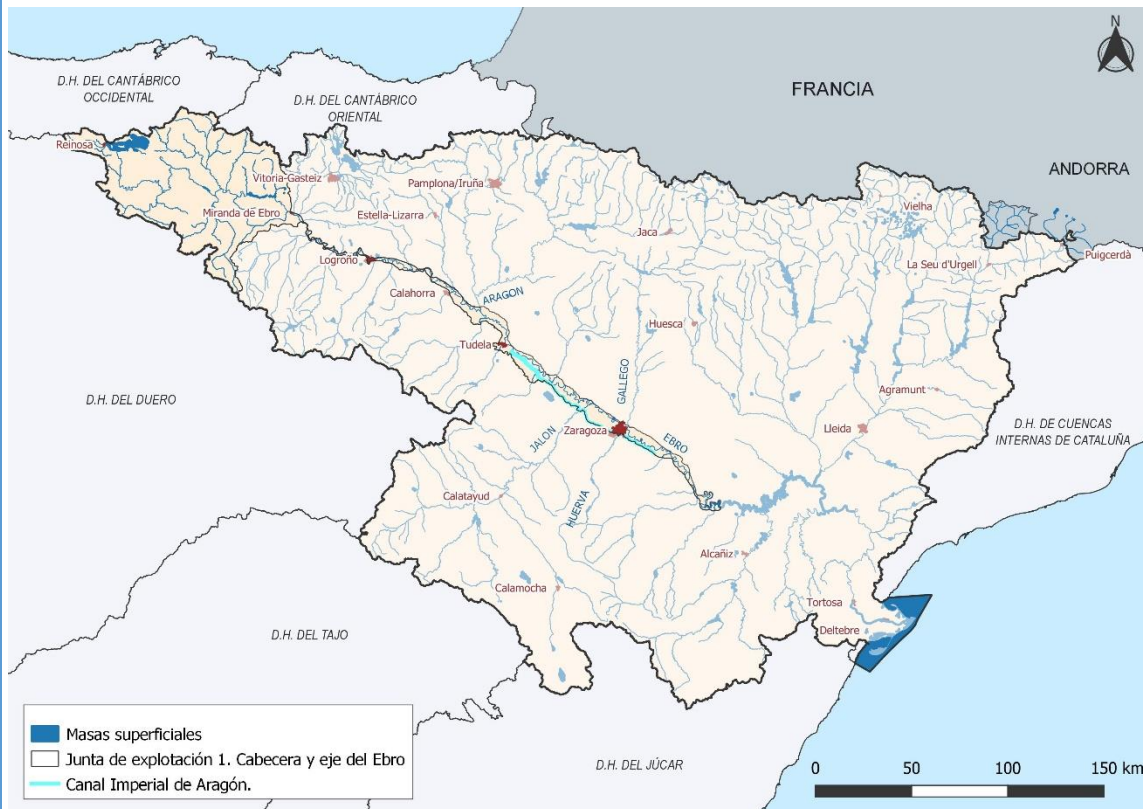 N
D.H. DEL CANTÁBRICO
OCCIDENTAL
D.H. DEL CANTÁBRICO
ORIENTAL
FRANCIA
ANDORRA
Reinosa
Vitoria-Gasteiz
Pamplona/Iruña
Miranda de Ebro
Estella-Lizarra
Vielha
Jaca
Puigcerdà
La Seu d'Urgell
Logroño
Calahorra
ARAGON
Huesca
Tudela
GALLEGO
Agramunt
D.H. DEL DUERO
Zaragoza
EBRO
Lleida
D.H. DE CUENCAS
INTERNAS DE CATALUÑA
JALON
Calatayud
HUERVA
Alcañiz
Calamocha
Tortosa
Deltebre
D.H. DEL TAJO
D.H. DEL JÚCAR
Masas superficiales
Junta de explotación 1. Cabecera y eje del Ebro
Canal Imperial de Aragón.
0 50 100 150 km